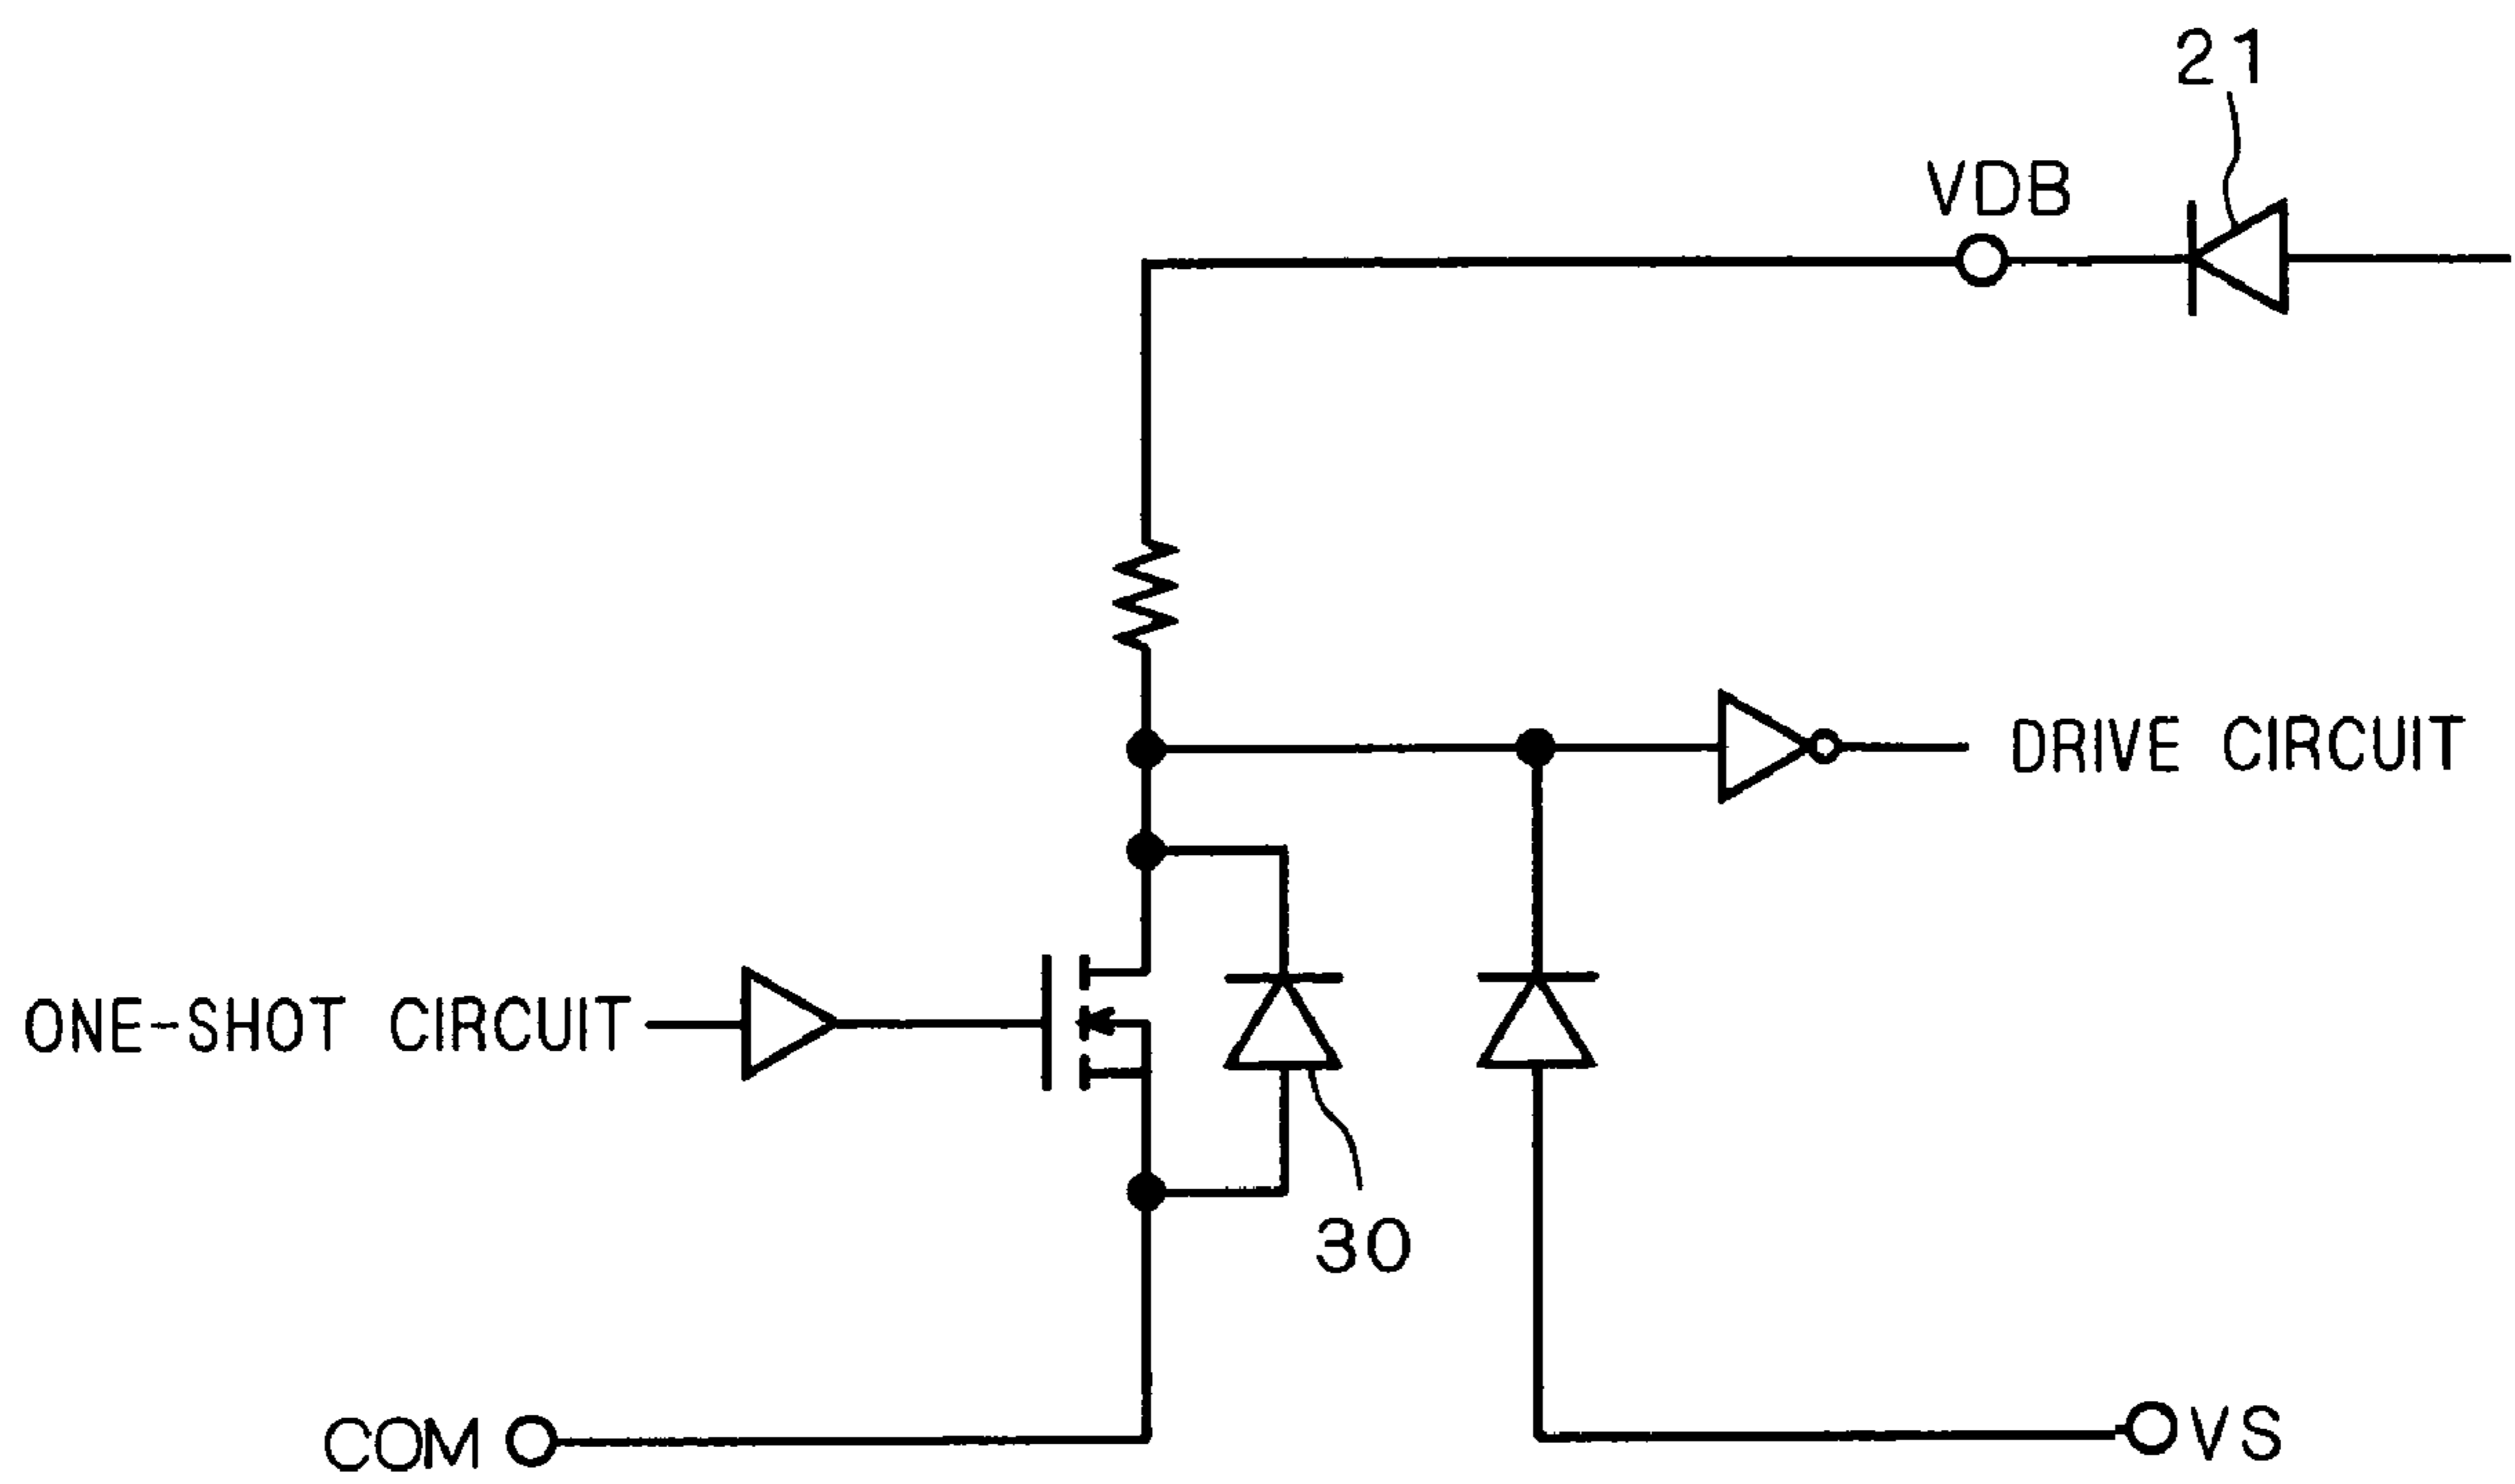 21
VDB
DRIVE CIRCUIT
ONE-SHOT CIRCUIT
30
COM
VS